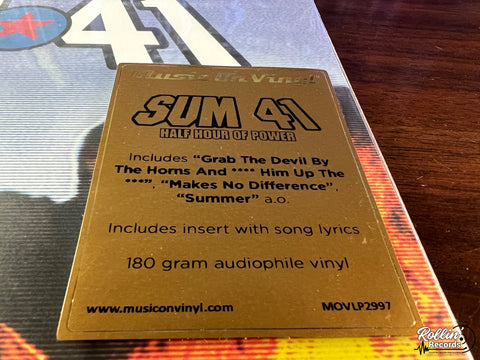 41
Music On Vinyl
SUM 41
HALF HOUR OF POWER
Includes "Grab The Devil By
The Horns And **** Him Up The
***", "Makes No Difference",
"Summer" a.o.
Includes insert with song lyrics
180 gram audiophile vinyl
www.musiconvinyl.com MOVLP2997
Rollin'
Records